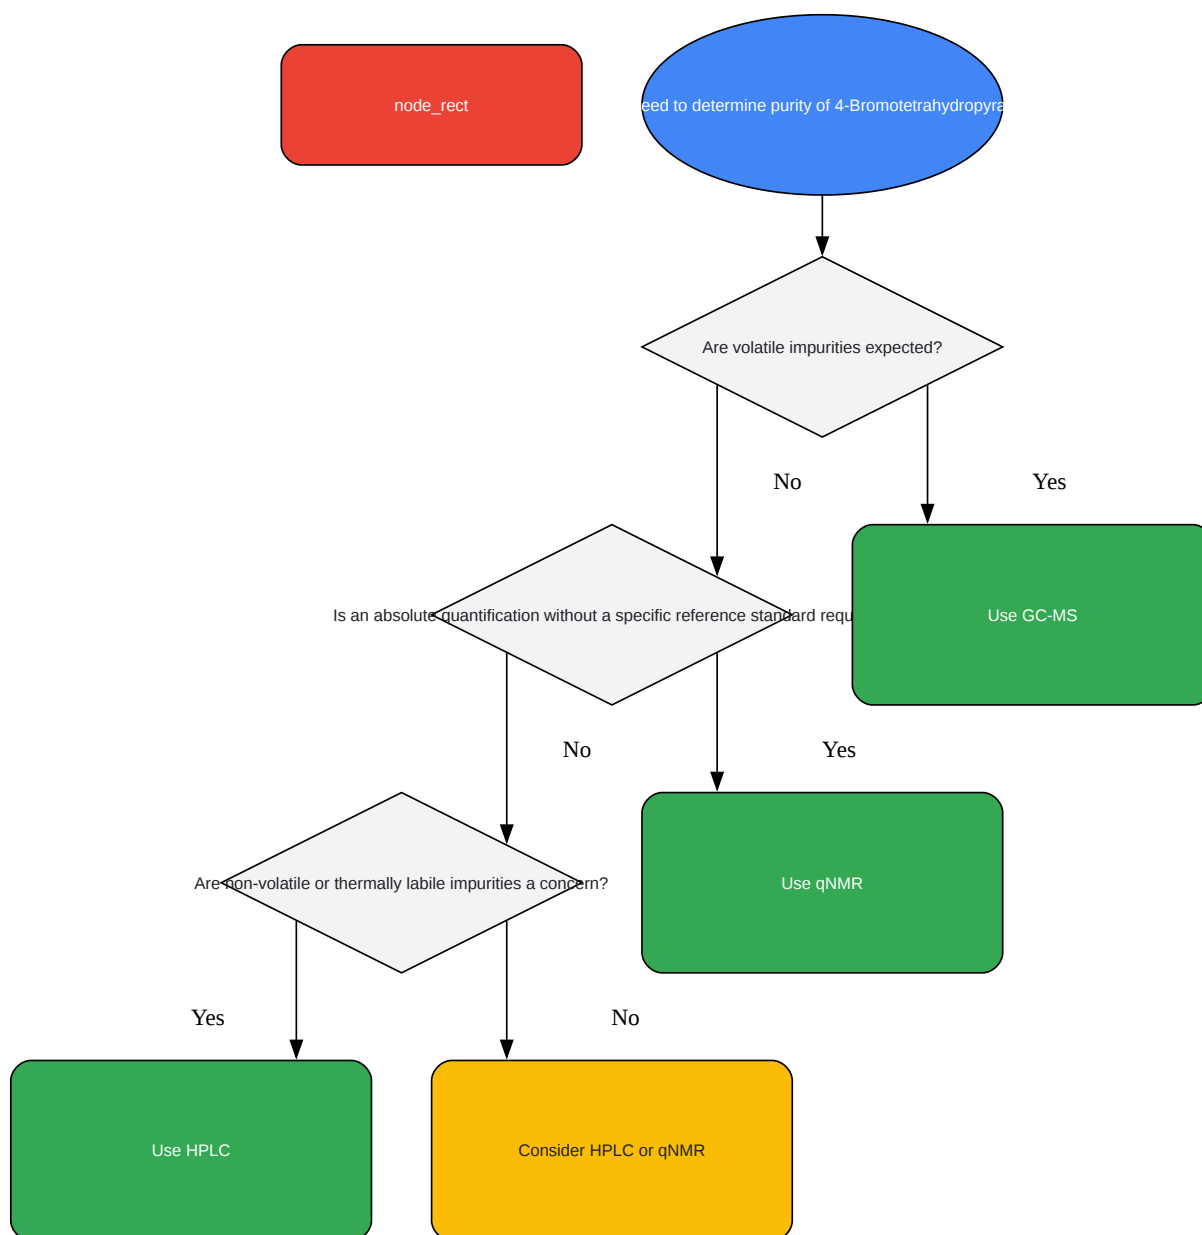 node_rect
eed to determine purity of 4-Bromotetrahydropyra
Are volatile impurities expected?
No
Yes
Is an absolute quantification without a specific reference standard requ
Use GC-MS
No
Yes
Are non-volatile or thermally labile impurities a concern?
Use qNMR
Yes
No
Use HPLC
Consider HPLC or qNMR